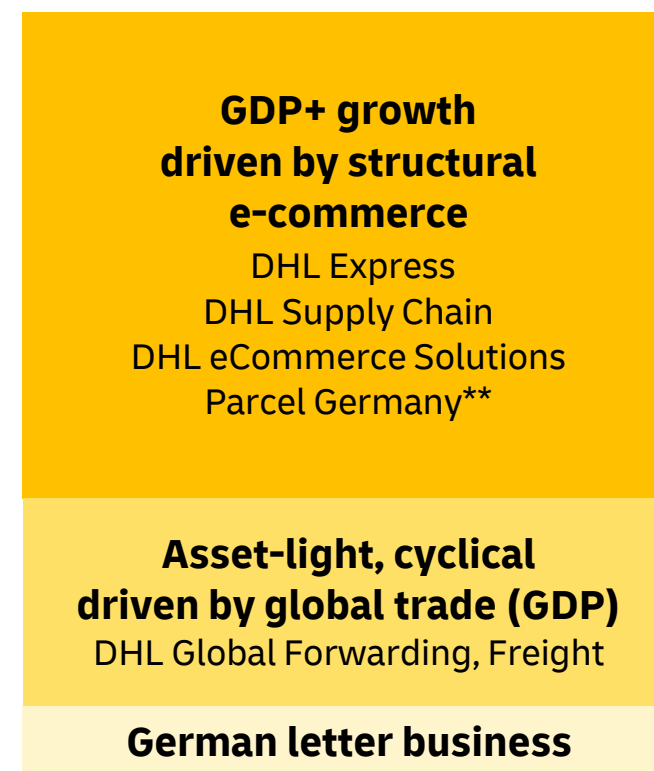 GDP+ growth
driven by structural
e-commerce
DHL Express
DHL Supply Chain
DHL eCommerce Solutions
Parcel Germany**
Asset-light, cyclical
driven by global trade (GDP)
DHL Global Forwarding, Freight
German letter business